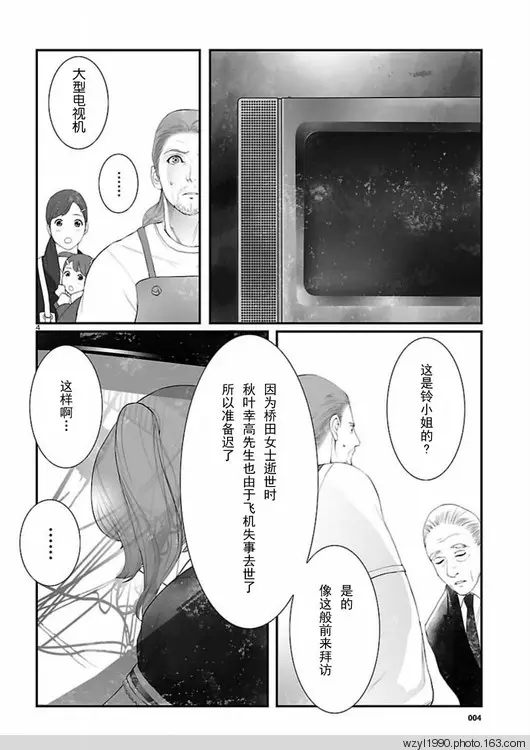 大型电视机
……
这是铃小姐的?
是的
像这般前来拜访
因为桥田女士逝世时
秋叶幸高先生也由于飞机失事去世了
所以准备迟了
这样啊…
……
4
004
wzyl1990.photo.163.com